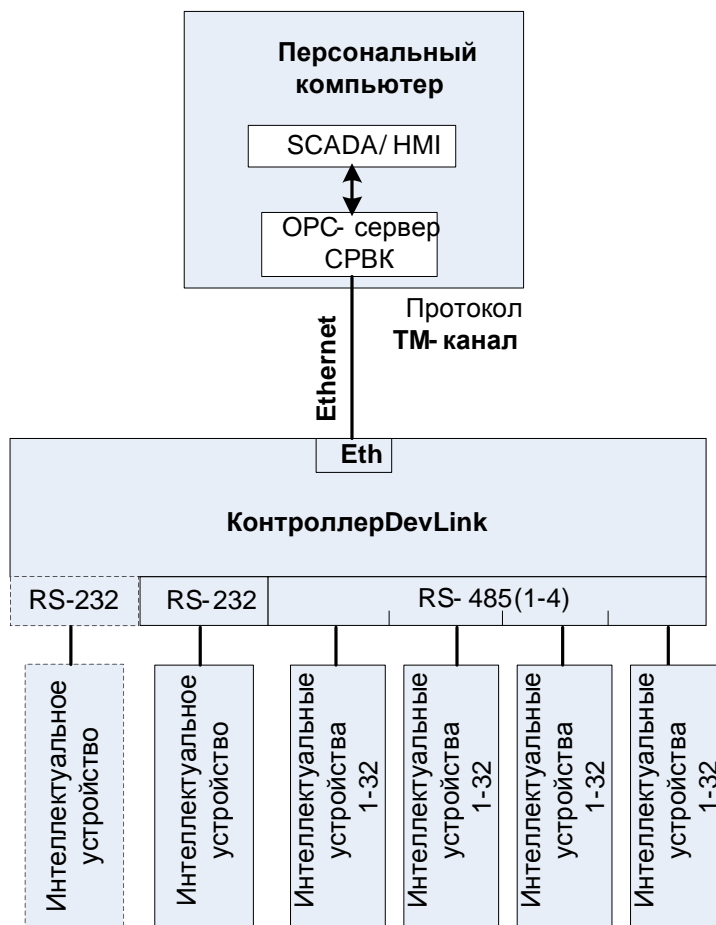 Персональный
компьютер
SCADA/ HMI
OPC- сервер
СРВК
Протокол
ТМ- канал
Ethernet
Eth
КонтроллерDevLink
RS-232
RS-232
RS- 485(1-4)
Интеллектуальное
устройство
Интеллектуальное
устройство
Интеллектуальные
устройства
1-32
Интеллектуальные
устройства
1-32
Интеллектуальные
устройства
1-32
Интеллектуальные
устройства
1-32